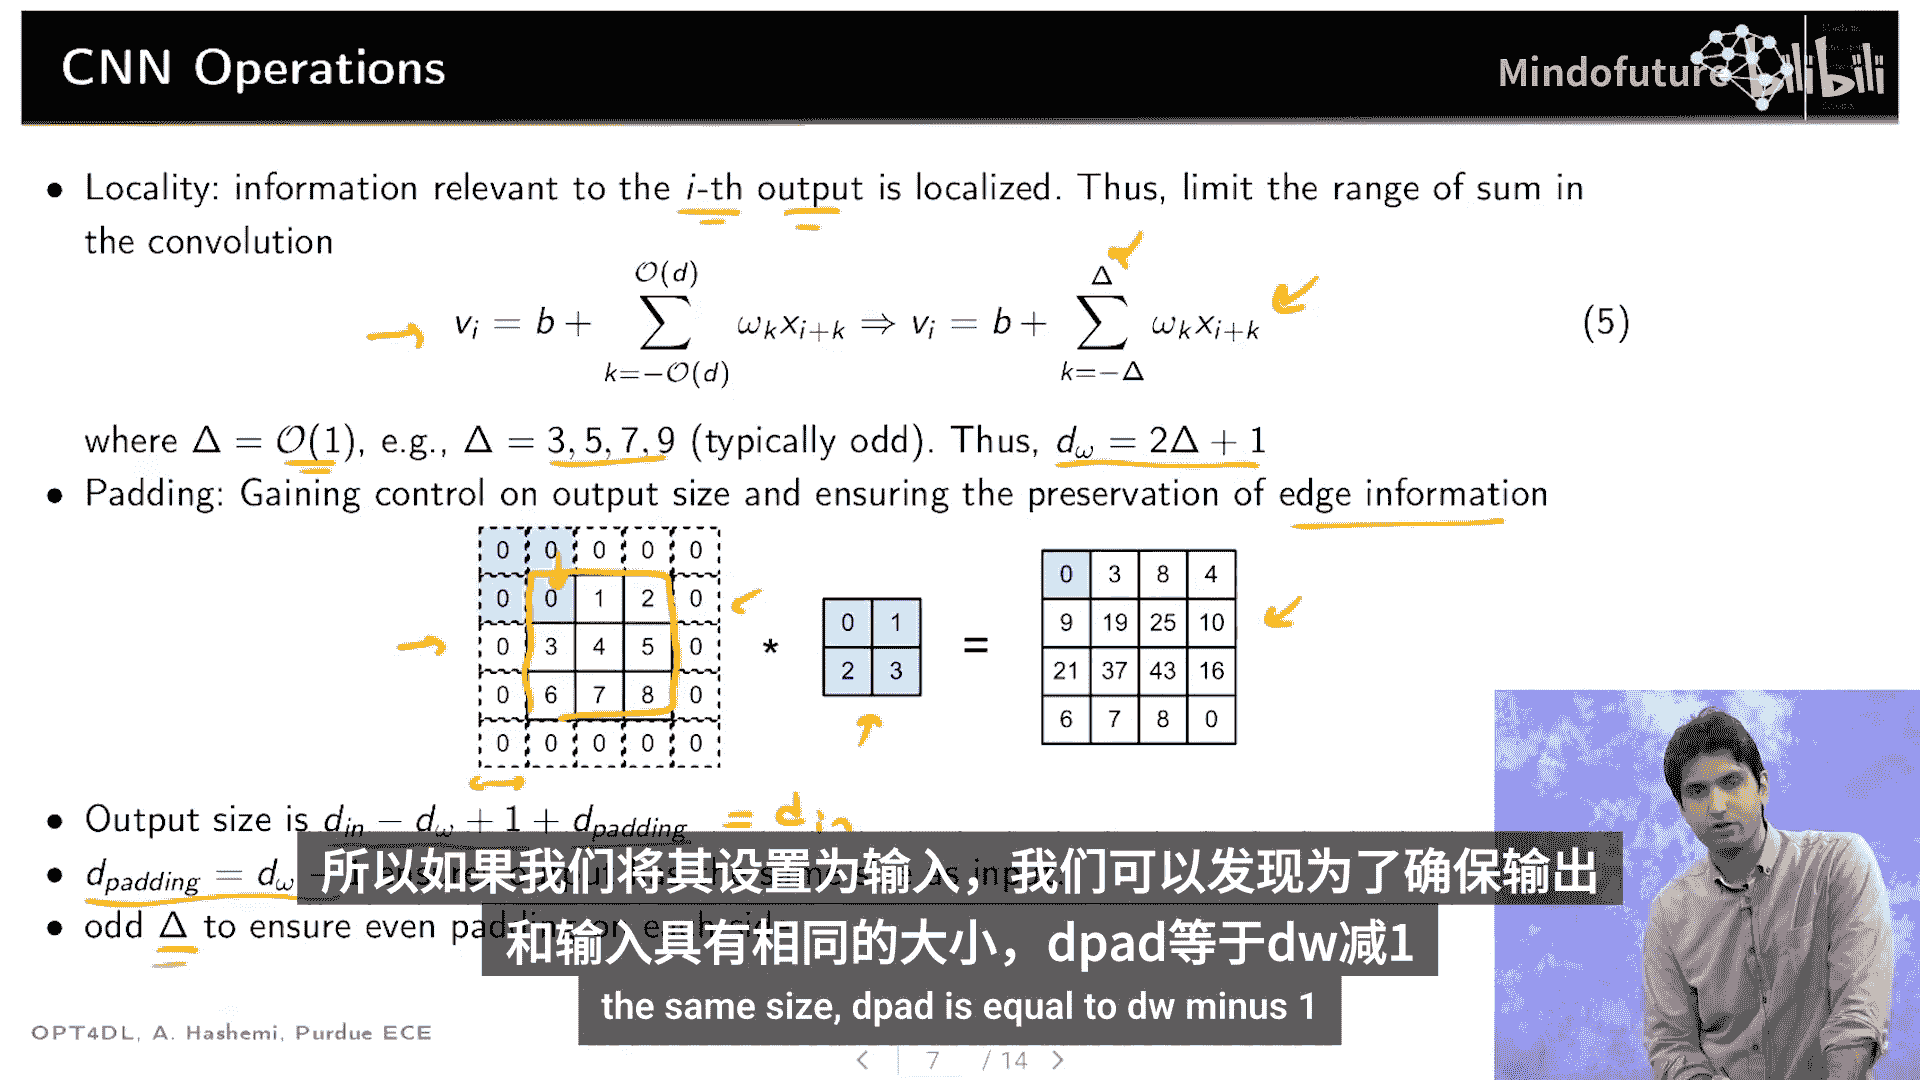 CNN Operations
Mindofuture
bilibili
• Locality: information relevant to the i-th output is localized. Thus, limit the range of sum in
the convolution
v_i = b + ∑_{k=−𝒪(d)}^{𝒪(d)} ω_k x_{i+k} ⇒ v_i = b + ∑_{k=−Δ}^{Δ} ω_k x_{i+k} (5)
where Δ = 𝒪(1), e.g., Δ = 3, 5, 7, 9 (typically odd). Thus, d_ω = 2Δ + 1
• Padding: Gaining control on output size and ensuring the preservation of edge information
0 0 0 0 0
0 0 1 2 0
0 3 4 5 0
0 6 7 8 0
0 0 0 0 0
*
0 1
2 3
=
0 3 8 4
9 19 25 10
21 37 43 16
6 7 8 0
• Output size is d_in − d_ω + 1 + d_padding = d_in
• d_padding = d_ω
• odd Δ to ensure even
所以如果我们将其设置为输入，我们可以发现为了确保输出
和输入具有相同的大小，dpad等于dw减1
the same size, dpad is equal to dw minus 1
OPT4DL, A. Hashemi, Purdue ECE
7 / 14